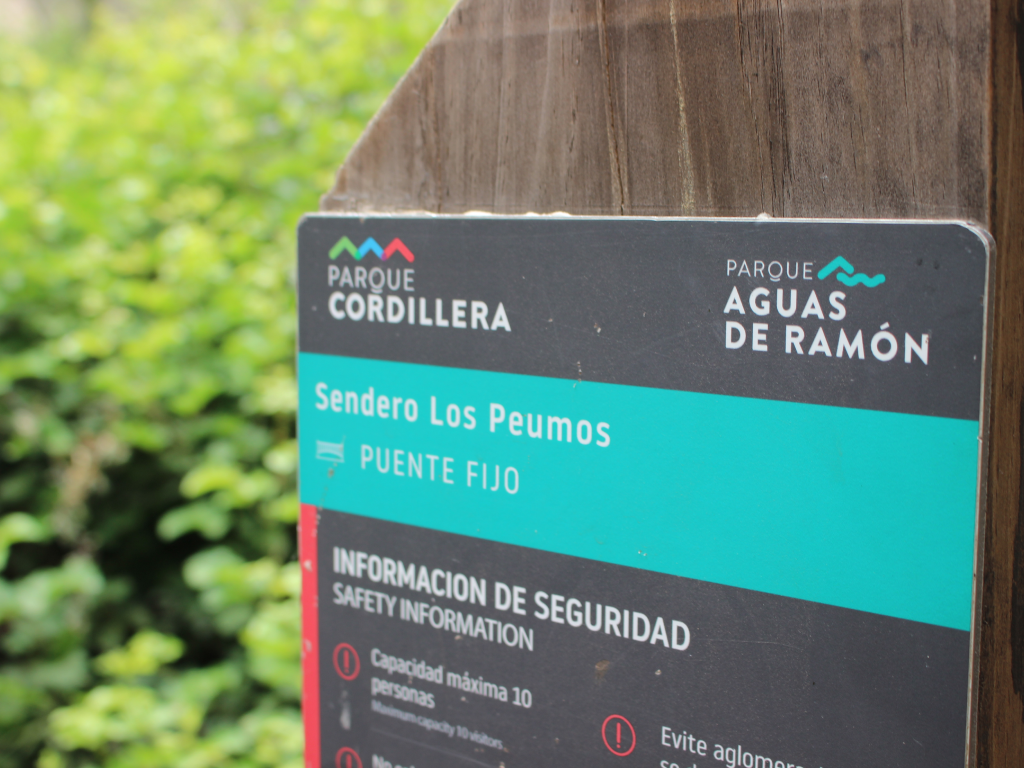 PARQUE
CORDILLERA
PARQUE
AGUAS
DE RAMÓN
Sendero Los Peumos
PUENTE FIJO
INFORMACION DE SEGURIDAD
SAFETY INFORMATION
Capacidad máxima 10
personas
Maximum capacity 10 visitors
Evite